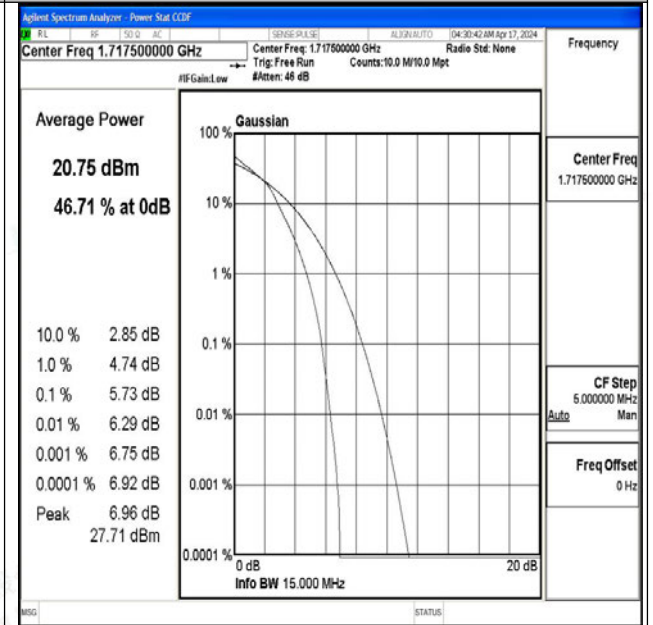 Agilent Spectrum Analyzer - Power Stat CCDF
RL RF 50 Ω AC SENSE:PULSE ALIGN AUTO 04:30:42 AM Apr 17, 2024
Center Freq 1.717500000 GHz
Center Freq: 1.717500000 GHz Radio Std: None
Trig: Free Run Counts:10.0 M/10.0 Mpt
#IFGain:Low #Atten: 46 dB
Frequency
Average Power
20.75 dBm
46.71 % at 0dB
10.0 % 2.85 dB
1.0 % 4.74 dB
0.1 % 5.73 dB
0.01 % 6.29 dB
0.001 % 6.75 dB
0.0001 % 6.92 dB
Peak 6.96 dB
27.71 dBm
Gaussian
100 %
10 %
1 %
0.1 %
0.01 %
0.001 %
0.0001 %
0 dB 20 dB
Info BW 15.000 MHz
Center Freq
1.717500000 GHz
CF Step
5.000000 MHz
Auto Man
Freq Offset
0 Hz
MSG STATUS